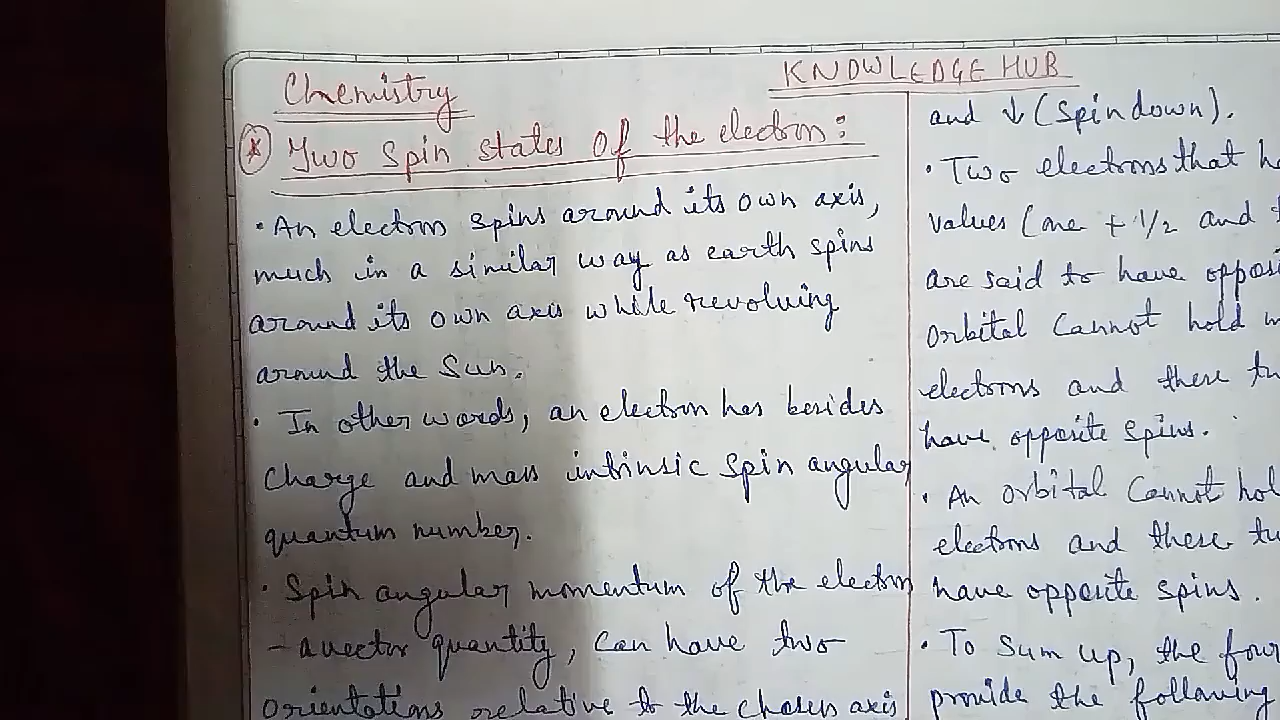 Chemistry
KNOWLEDGE HUB
Two Spin states of the electron:
• An electron spins around its own axis,
much in a similar way as earth spins
around its own axis while revolving
around the Sun.
• In other words, an electron has besides
Charge and mass intrinsic spin angular
quantum number.
• Spin angular momentum of the electron
- a vector quantity, can have two
orientations relative to the chosen axis
and ↓ (spin down).
• Two electrons that
values (one + 1/2 and
are said to have
orbital cannot hold
electrons and these
have opposite spins.
• An orbital cannot
electrons and these
have opposite spins.
• To sum up, the four
provide the following